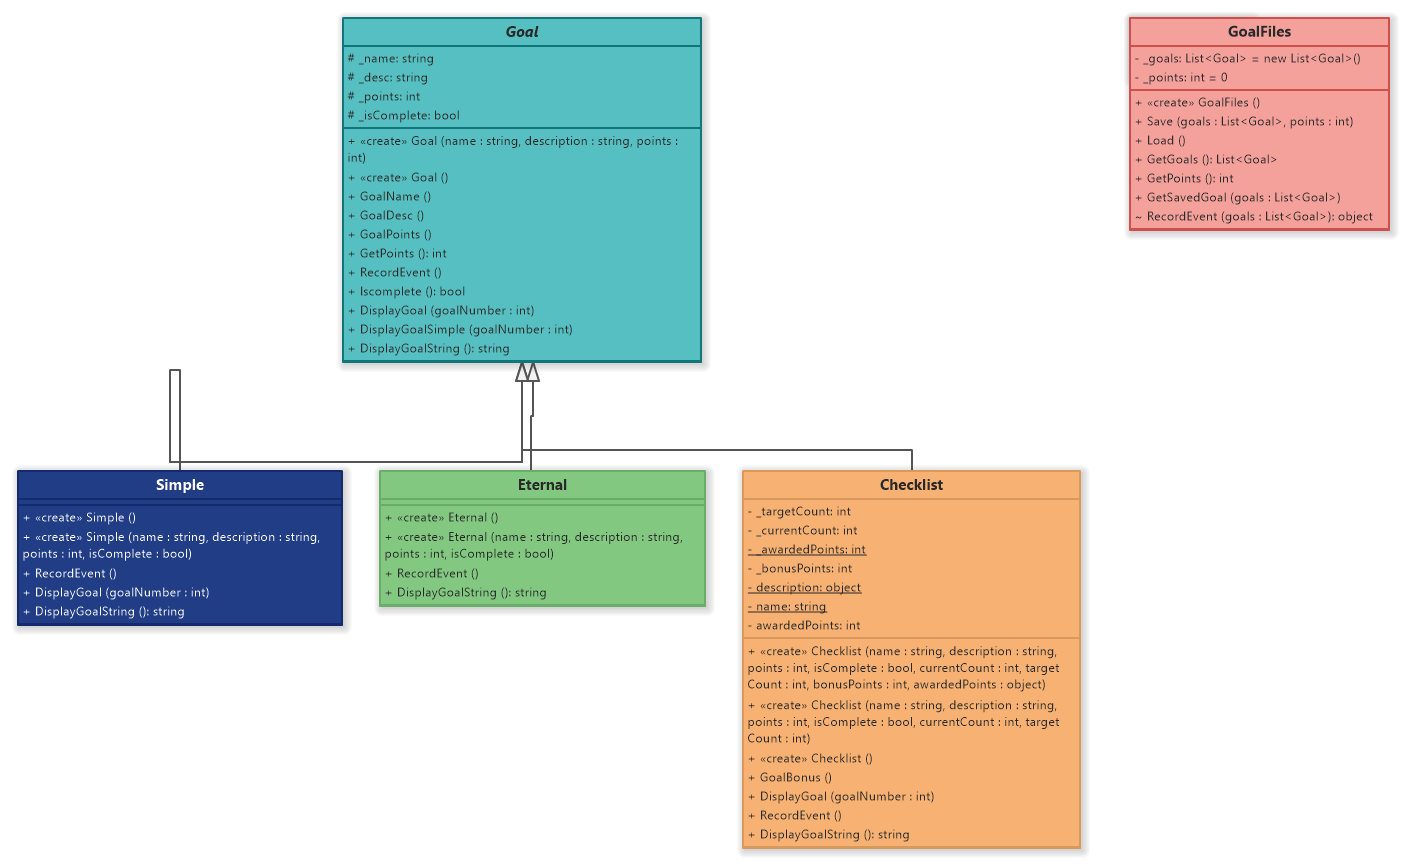 Goal
# _name: string
# _desc: string
# _points: int
# _isComplete: bool
+ «create» Goal (name : string, description : string, points :
int)
+ «create» Goal ()
+ GoalName ()
+ GoalDesc ()
+ GoalPoints ()
+ GetPoints (): int
+ RecordEvent ()
+ Iscomplete (): bool
+ DisplayGoal (goalNumber : int)
+ DisplayGoalSimple (goalNumber : int)
+ DisplayGoalString (): string
GoalFiles
- _goals: List<Goal> = new List<Goal>()
- _points: int = 0
+ «create» GoalFiles ()
+ Save (goals : List<Goal>, points : int)
+ Load ()
+ GetGoals (): List<Goal>
+ GetPoints (): int
+ GetSavedGoal (goals : List<Goal>)
~ RecordEvent (goals : List<Goal>): object
Simple
+ «create» Simple ()
+ «create» Simple (name : string, description : string,
points : int, isComplete : bool)
+ RecordEvent ()
+ DisplayGoal (goalNumber : int)
+ DisplayGoalString (): string
Eternal
+ «create» Eternal ()
+ «create» Eternal (name : string, description : string,
points : int, isComplete : bool)
+ RecordEvent ()
+ DisplayGoalString (): string
Checklist
- _targetCount: int
- _currentCount: int
- _awardedPoints: int
- _bonusPoints: int
- description: object
- name: string
- awardedPoints: int
+ «create» Checklist (name : string, description : string,
points : int, isComplete : bool, currentCount : int, target
Count : int, bonusPoints : int, awardedPoints : object)
+ «create» Checklist (name : string, description : string,
points : int, isComplete : bool, currentCount : int, target
Count : int)
+ «create» Checklist ()
+ GoalBonus ()
+ DisplayGoal (goalNumber : int)
+ RecordEvent ()
+ DisplayGoalString (): string